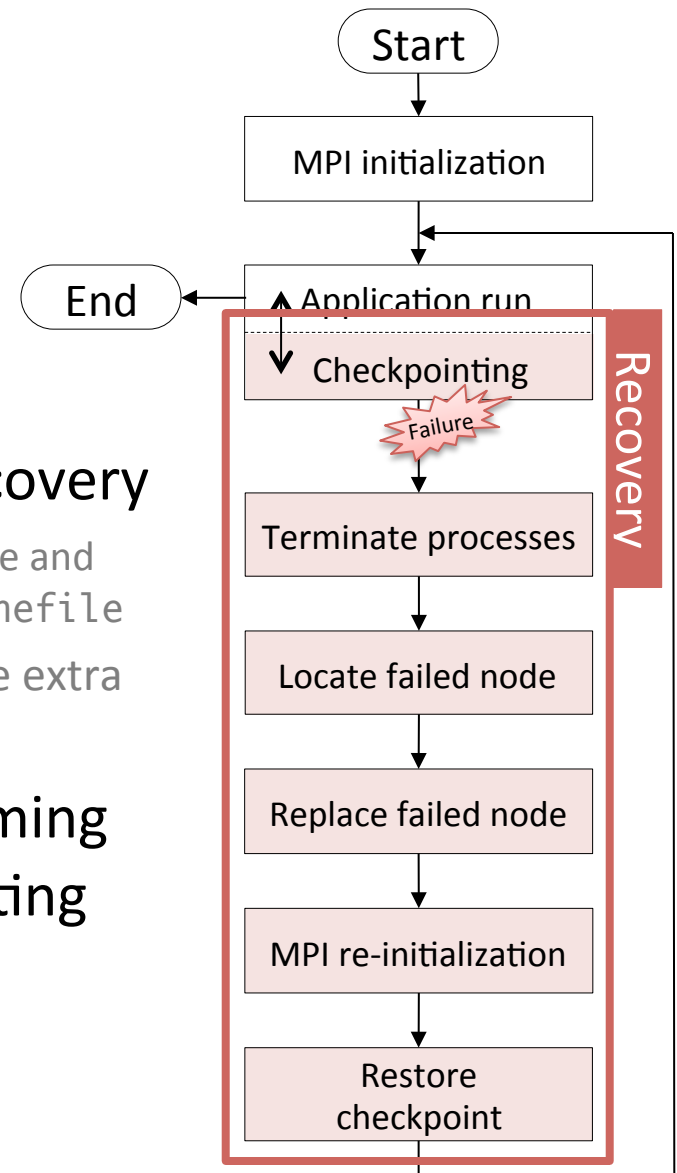 Start
MPI initialization
End
Application run
Checkpointing
Failure
Recovery
Terminate processes
Locate failed node
Replace failed node
MPI re-initialization
Restore
checkpoint
covery
e and
nefile
e extra
ming
ting